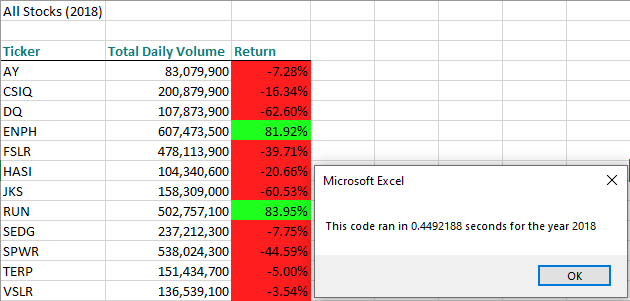 All Stocks (2018)
Ticker Total Daily Volume Return
AY 83,079,900 -7.28%
CSIQ 200,879,900 -16.34%
DQ 107,873,900 -62.60%
ENPH 607,473,500 81.92%
FSLR 478,113,900 -39.71%
HASI 104,340,600 -20.66%
JKS 158,309,000 -60.53%
RUN 502,757,100 83.95%
SEDG 237,212,300 -7.75%
SPWR 538,024,300 -44.59%
TERP 151,434,700 -5.00%
VSLR 136,539,100 -3.54%
Microsoft Excel
This code ran in 0.4492188 seconds for the year 2018
OK